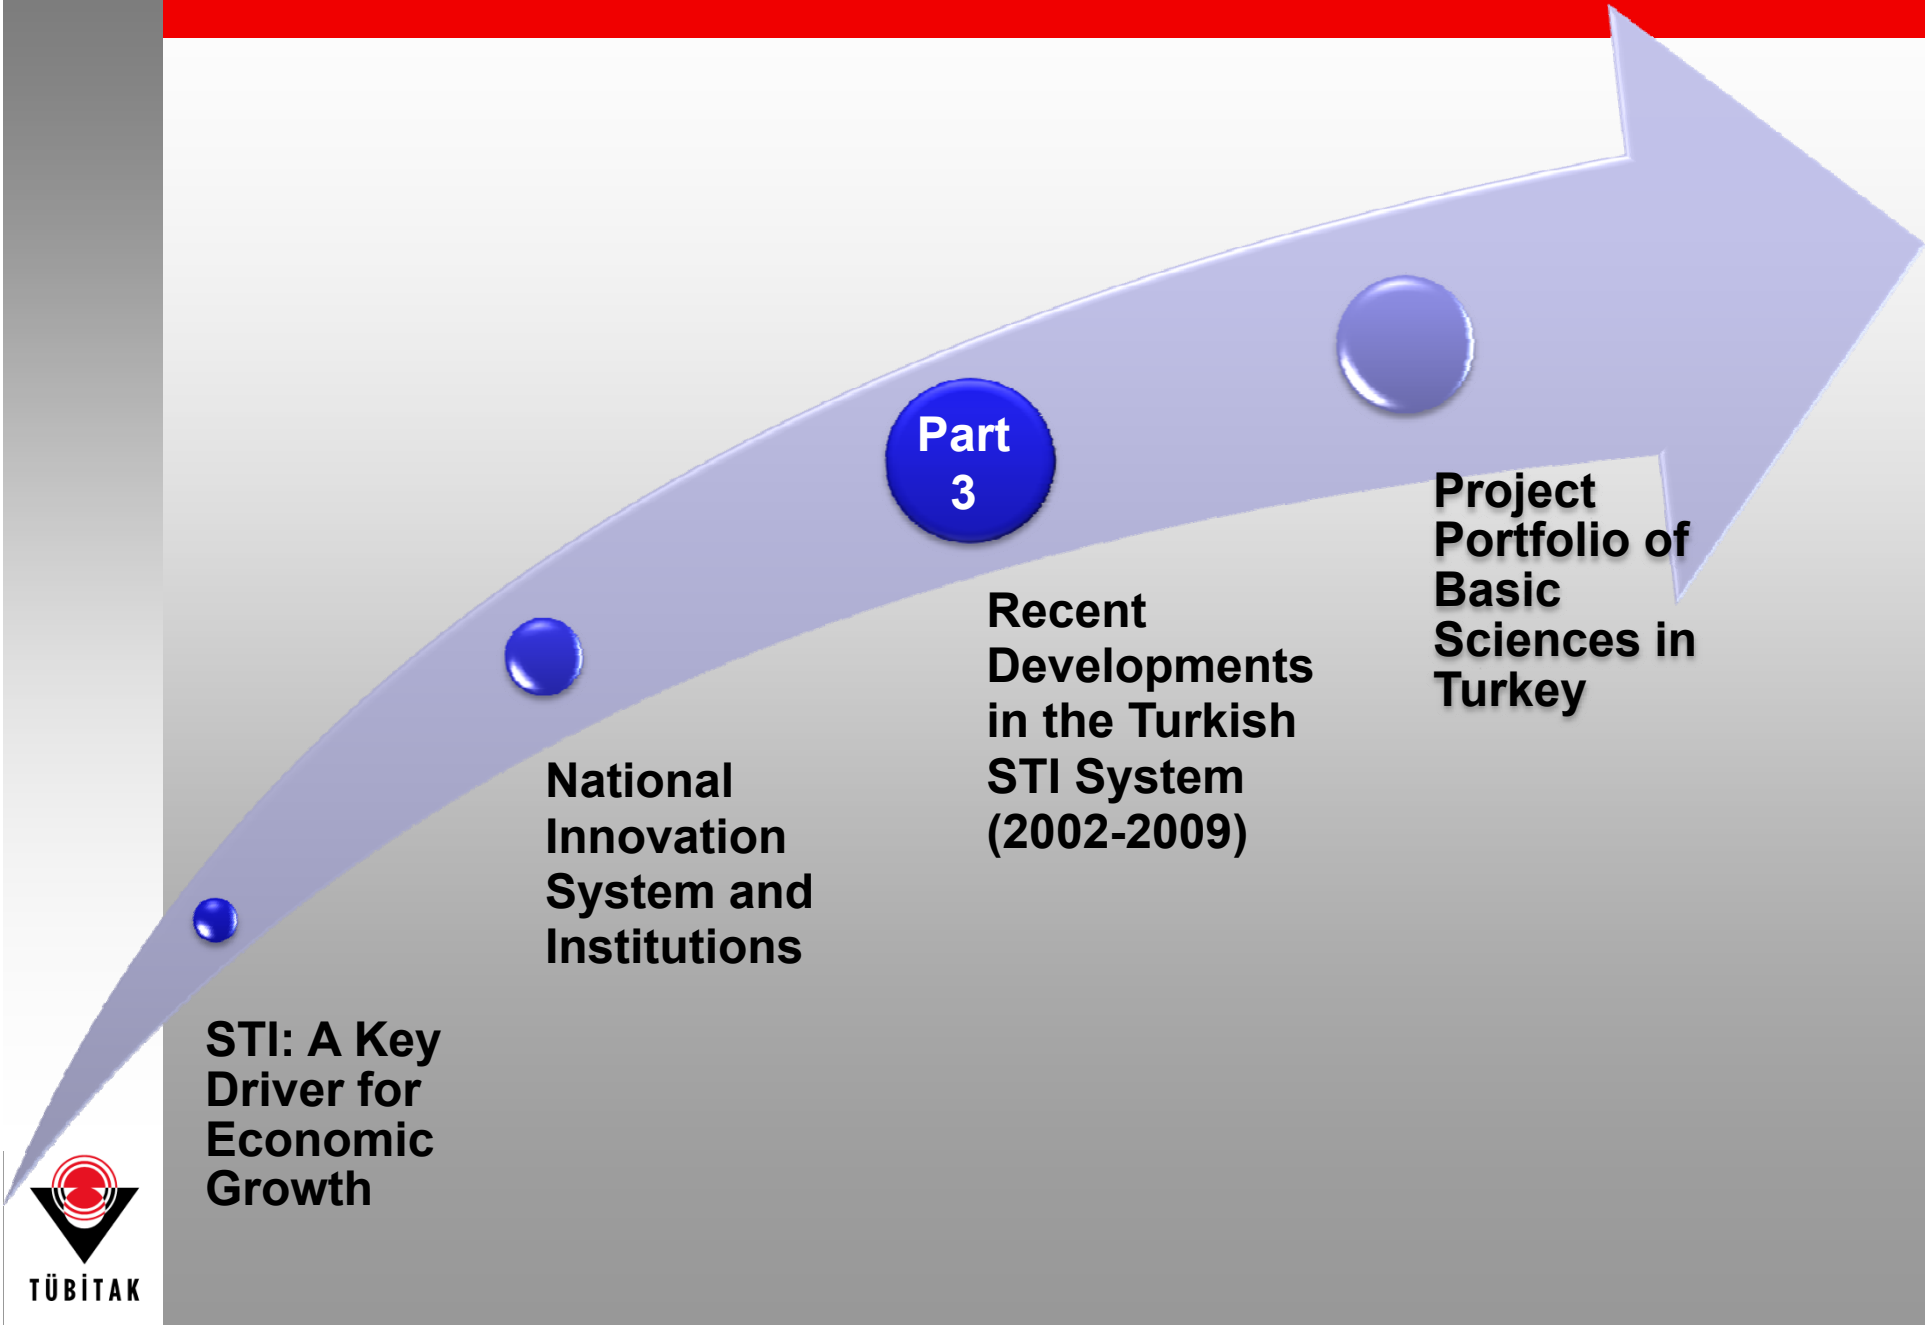 Part
3
Project
Portfolio of
Basic
Sciences in
Turkey
Recent
Developments
in the Turkish
STI System
(2002-2009)
National
Innovation
System and
Institutions
STI: A Key
Driver for
Economic
Growth
TÜBİTAK